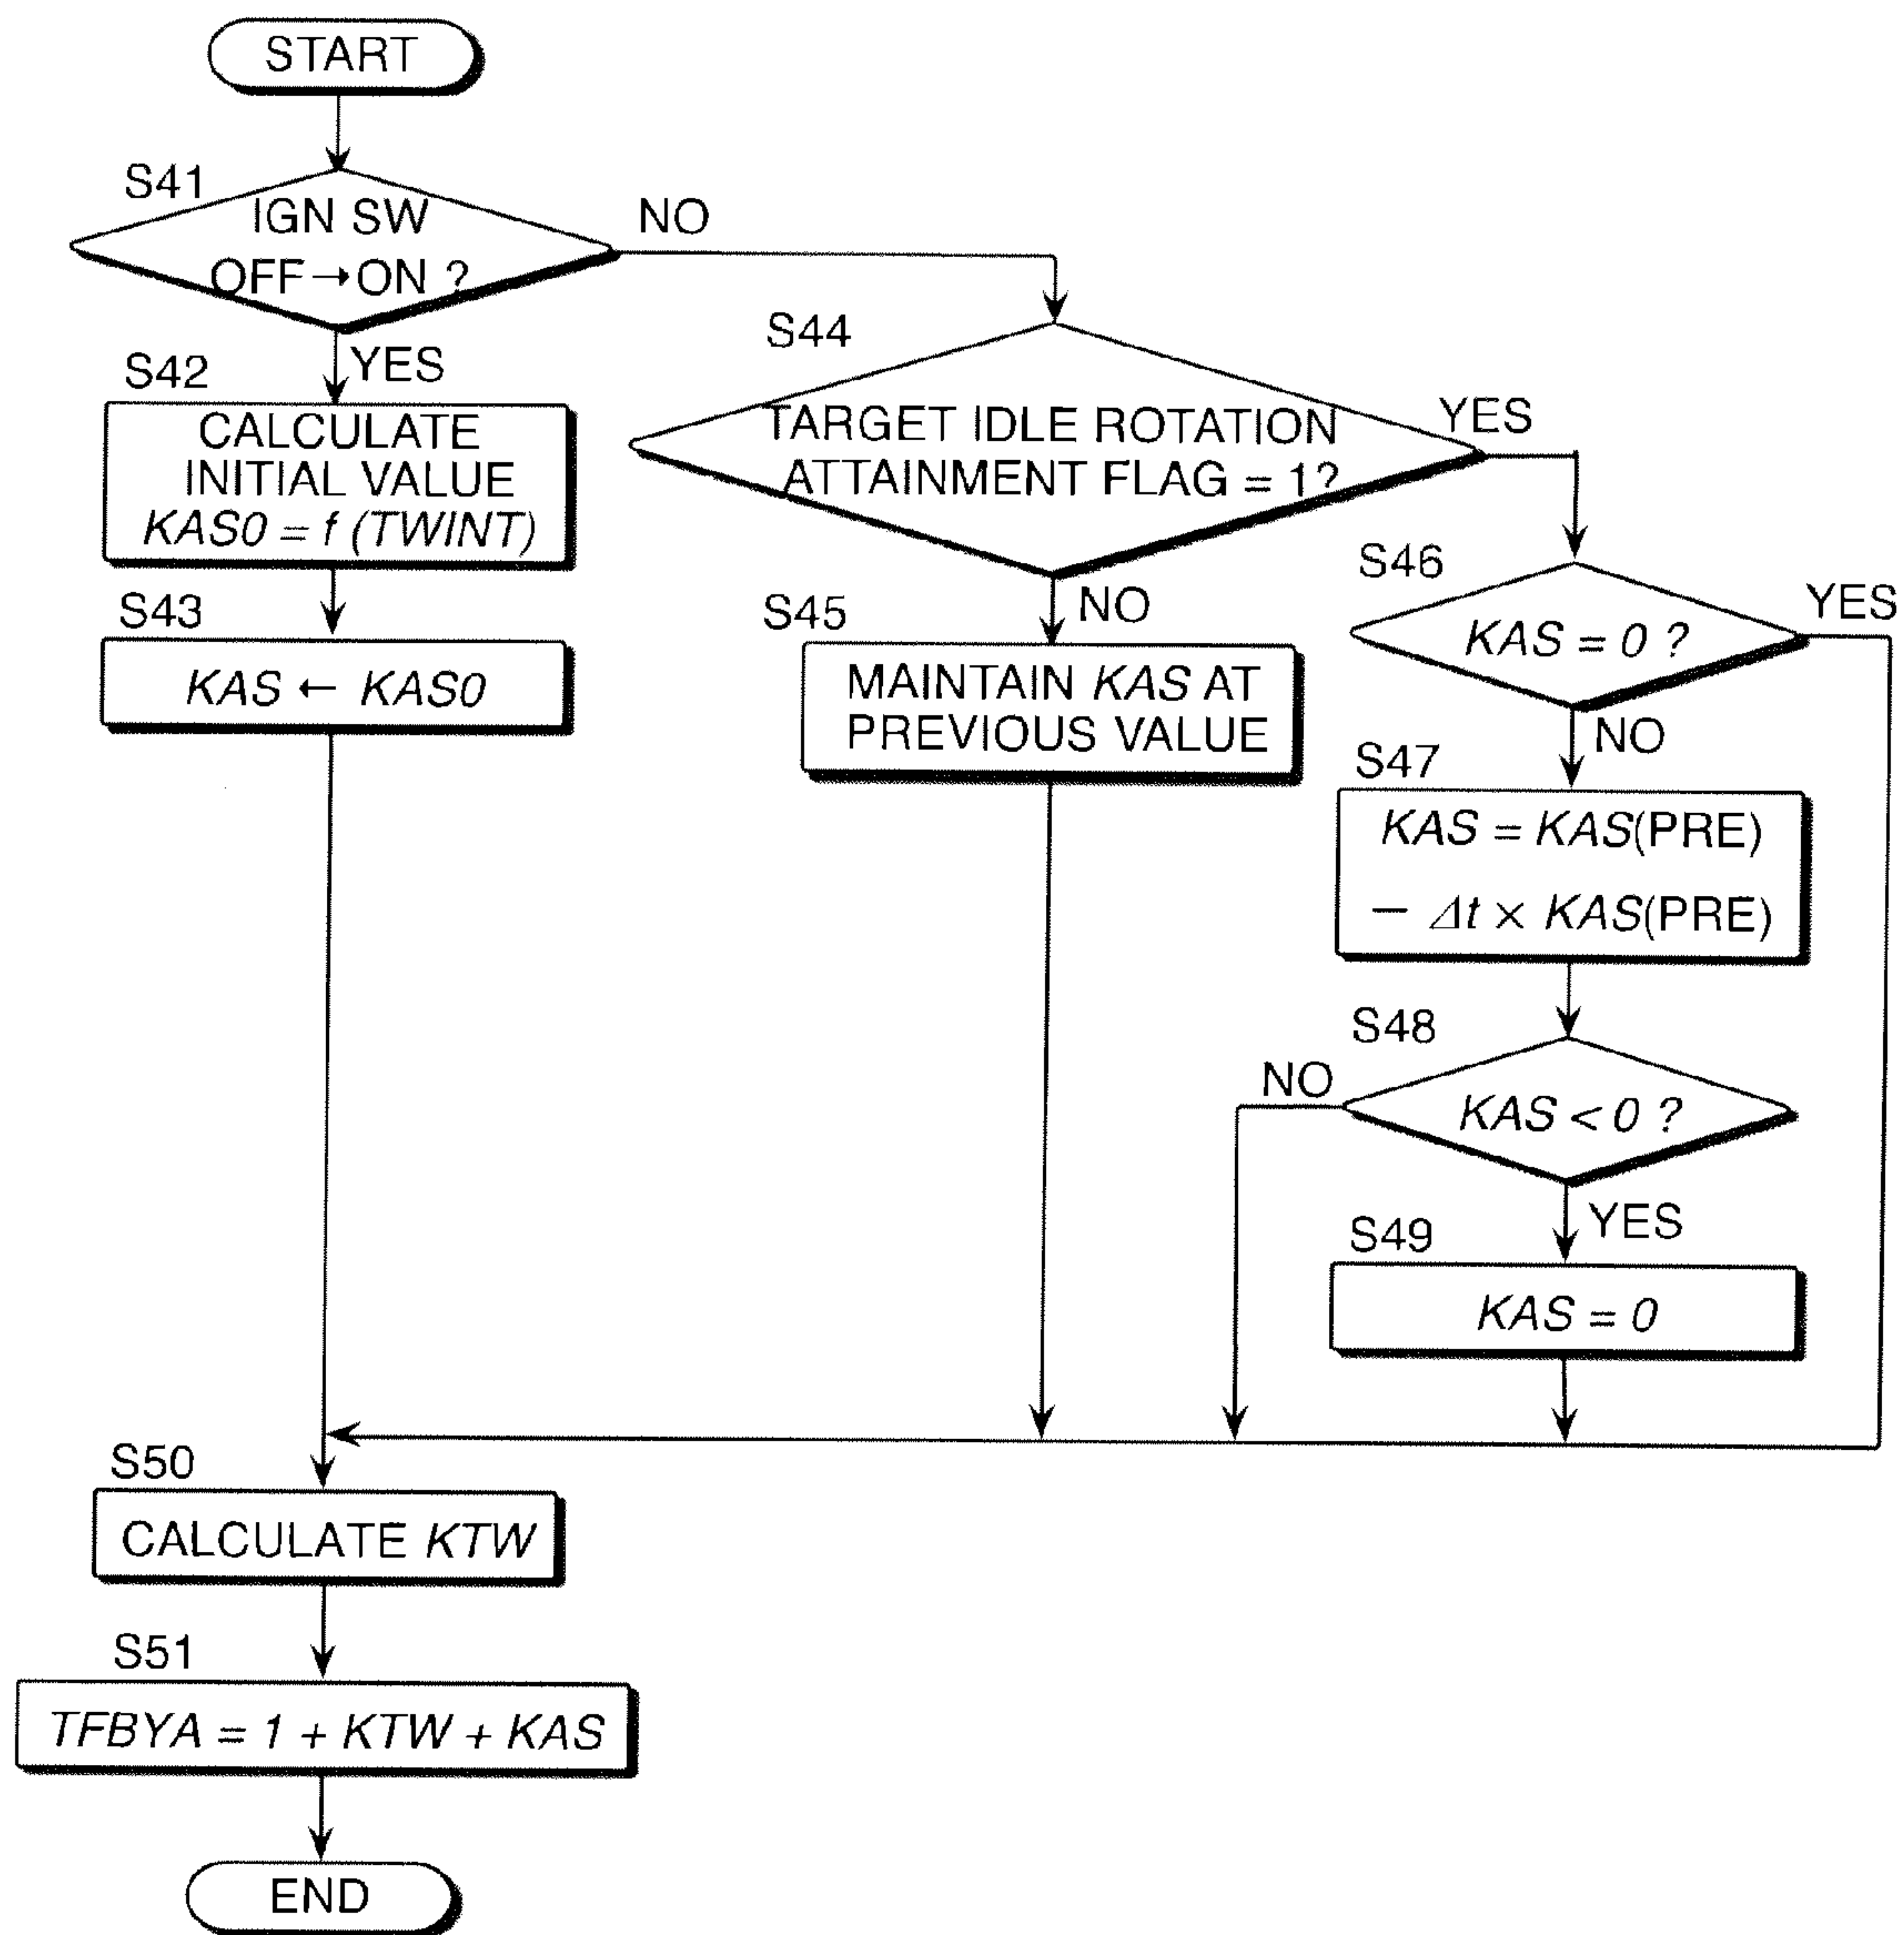 START
S41
IGN SW
OFF→ON ?
NO
YES
S42
CALCULATE
INITIAL VALUE
KAS0 = f (TWINT)
S43
KAS ← KAS0
S44
TARGET IDLE ROTATION
ATTAINMENT FLAG = 1?
YES
NO
S45
MAINTAIN KAS AT
PREVIOUS VALUE
S46
KAS = 0 ?
YES
NO
S47
KAS = KAS(PRE)
− Δt × KAS(PRE)
S48
KAS < 0 ?
NO
YES
S49
KAS = 0
S50
CALCULATE KTW
S51
TFBYA = 1 + KTW + KAS
END